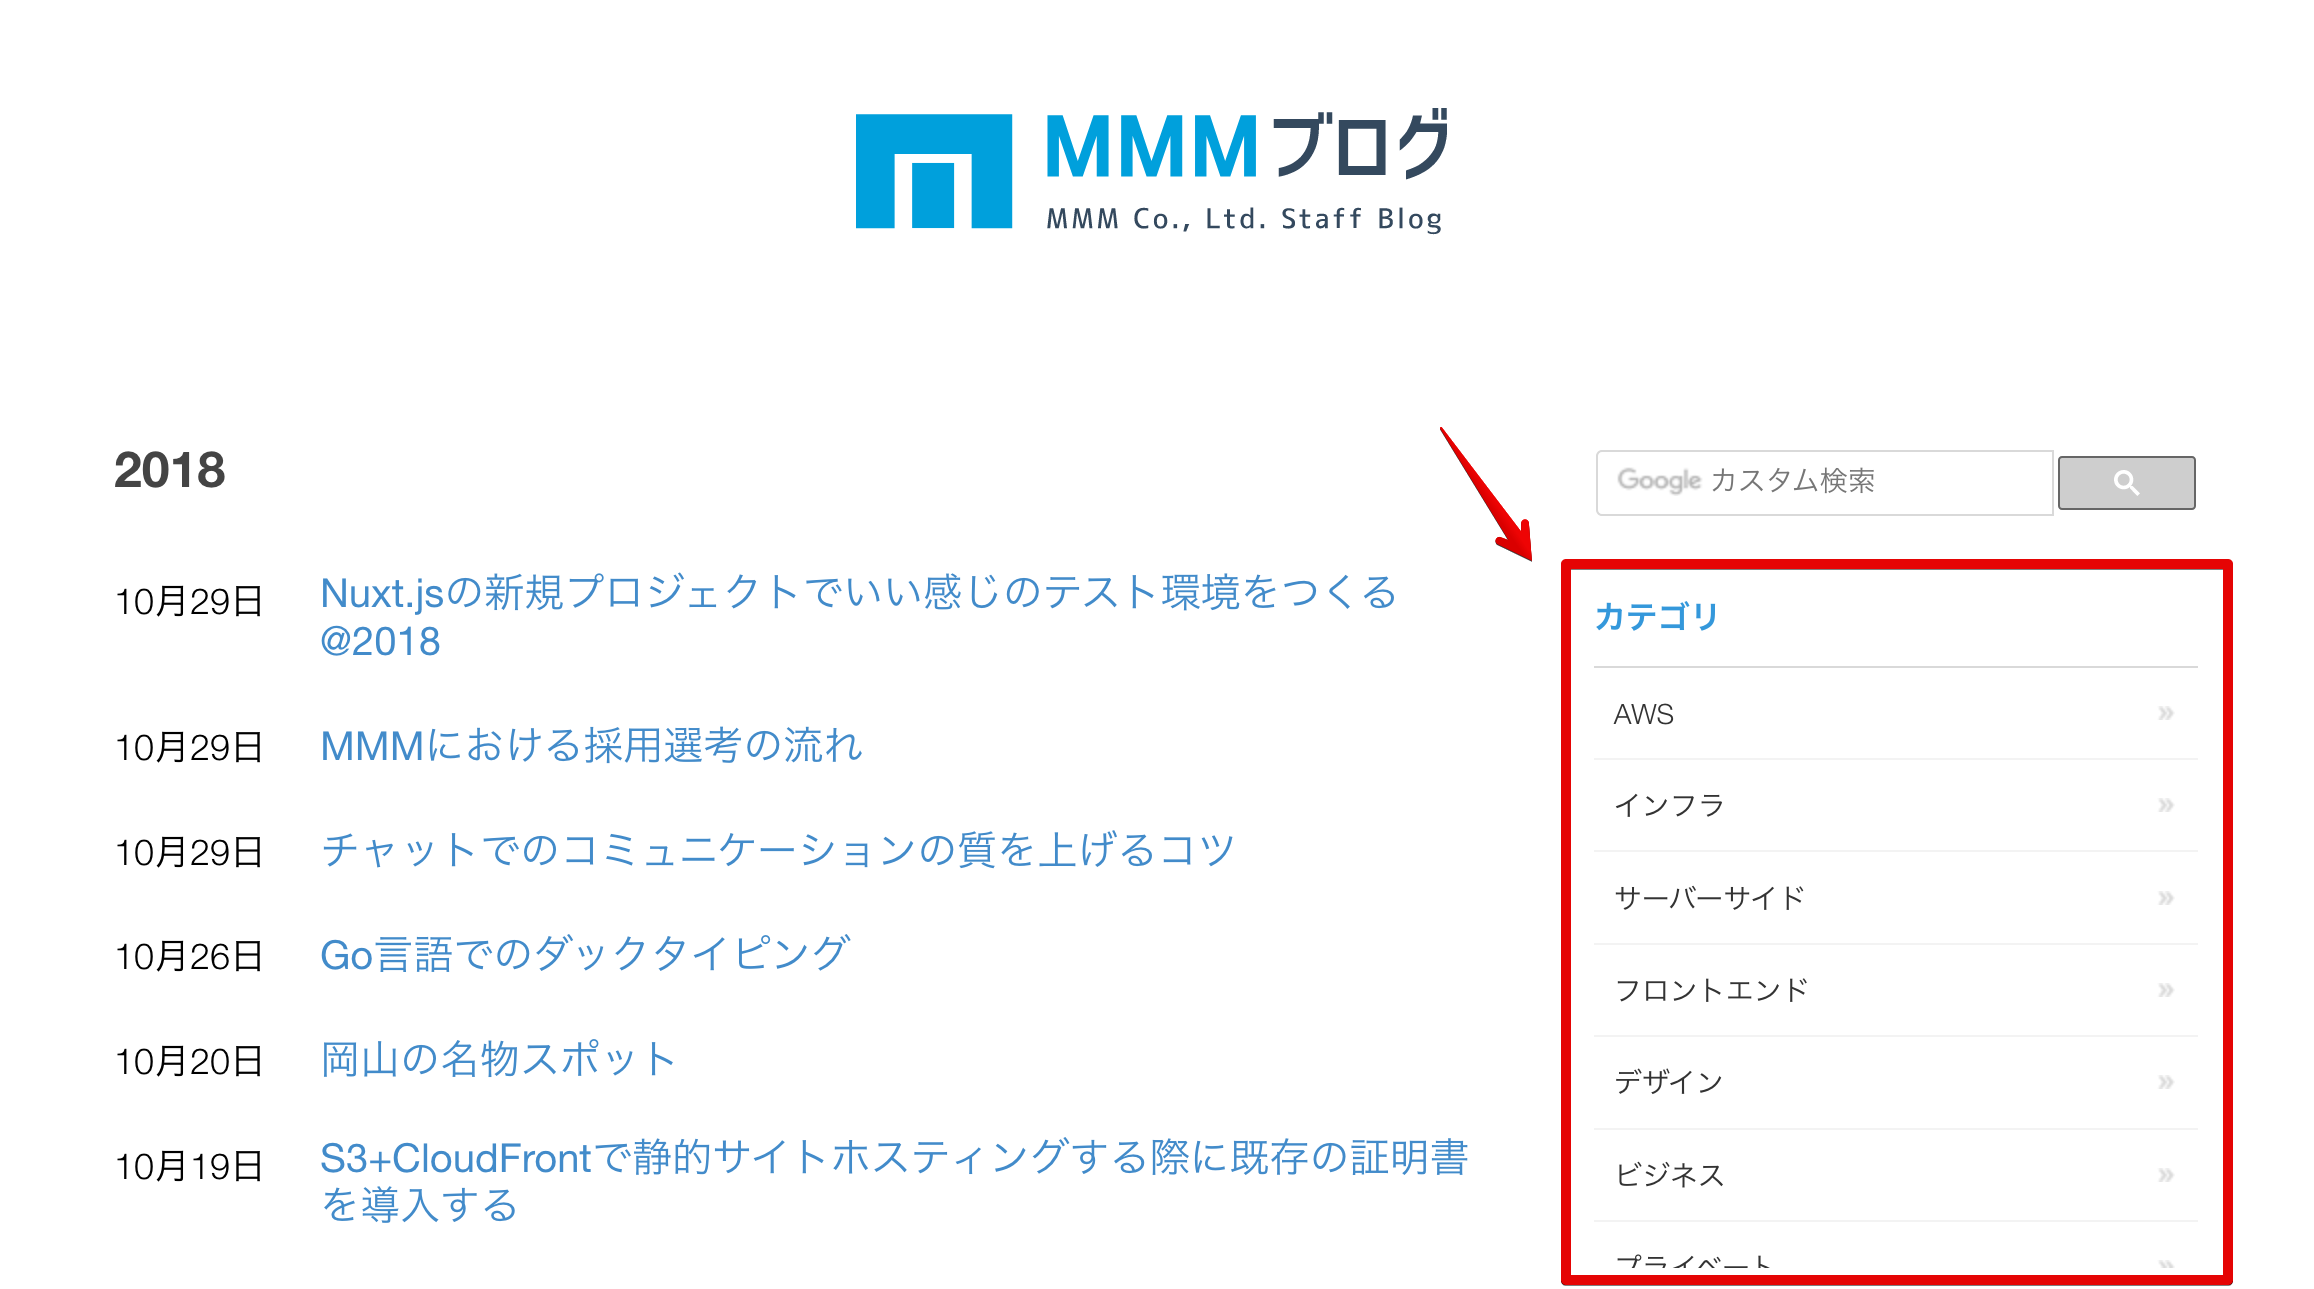 MMMブログ
MMM Co., Ltd. Staff Blog
2018
10月29日
Nuxt.jsの新規プロジェクトでいい感じのテスト環境をつくる
@2018
10月29日
MMMにおける採用選考の流れ
10月29日
チャットでのコミュニケーションの質を上げるコツ
10月26日
Go言語でのダックタイピング
10月20日
岡山の名物スポット
10月19日
S3+CloudFrontで静的サイトホスティングする際に既存の証明書
を導入する
Google カスタム検索
カテゴリ
AWS »
インフラ »
サーバーサイド »
フロントエンド »
デザイン »
ビジネス »
プライベート »